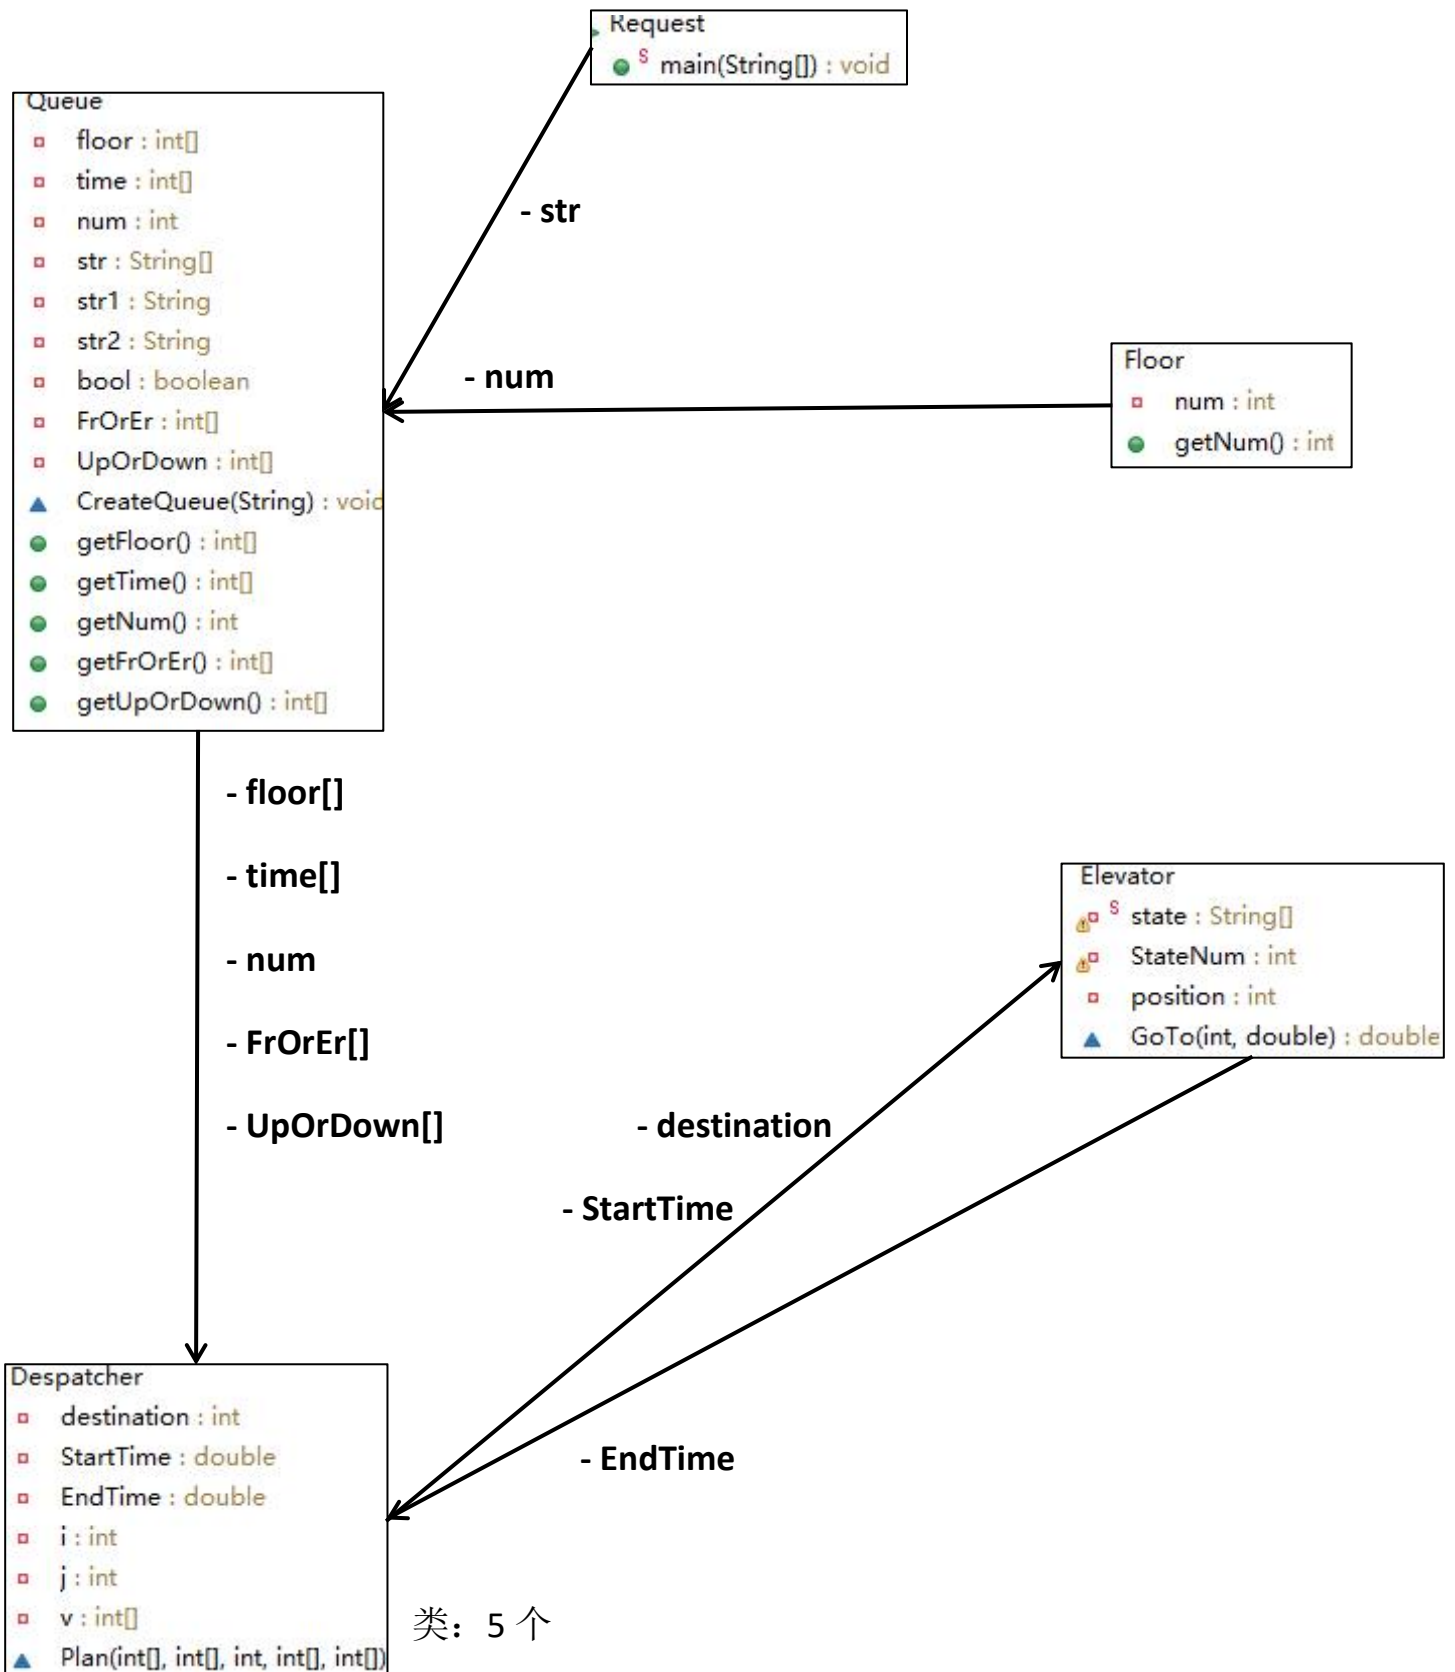 Request
S main(String[]) : void
Queue
floor : int[]
time : int[]
num : int
str : String[]
str1 : String
str2 : String
bool : boolean
FrOrEr : int[]
UpOrDown : int[]
CreateQueue(String) : void
getFloor() : int[]
getTime() : int[]
getNum() : int
getFrOrEr() : int[]
getUpOrDown() : int[]
- str
- num
Floor
num : int
getNum() : int
- floor[]
- time[]
- num
- FrOrEr[]
- UpOrDown[]
Elevator
S state : String[]
StateNum : int
position : int
GoTo(int, double) : double
- destination
- StartTime
- EndTime
Despatcher
destination : int
StartTime : double
EndTime : double
i : int
j : int
v : int[]
Plan(int[], int[], int, int[], int[])
类：5 个